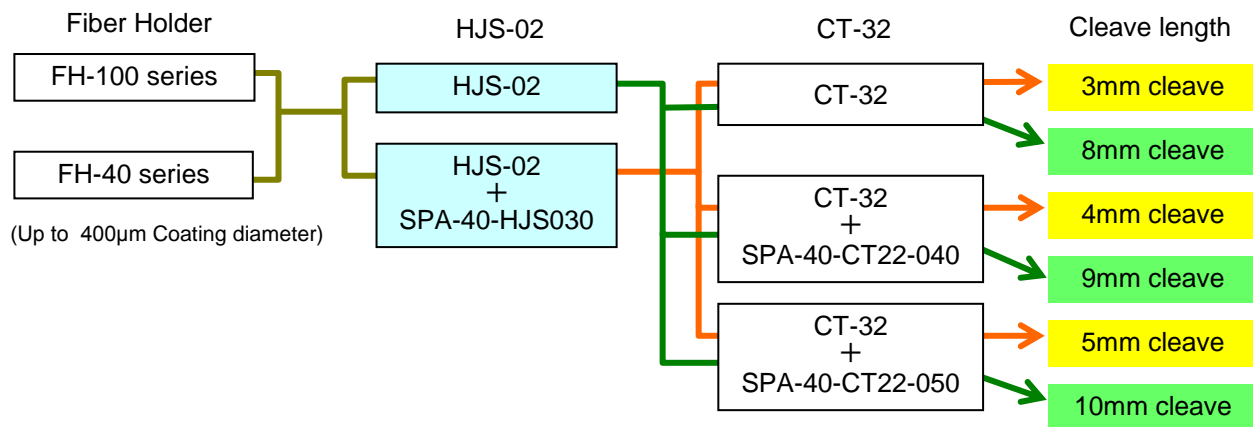 Fiber Holder
HJS-02
CT-32
Cleave length
FH-100 series
FH-40 series
(Up to 400µm Coating diameter)
HJS-02
HJS-02
+
SPA-40-HJS030
CT-32
CT-32
+
SPA-40-CT22-040
CT-32
+
SPA-40-CT22-050
3mm cleave
8mm cleave
4mm cleave
9mm cleave
5mm cleave
10mm cleave